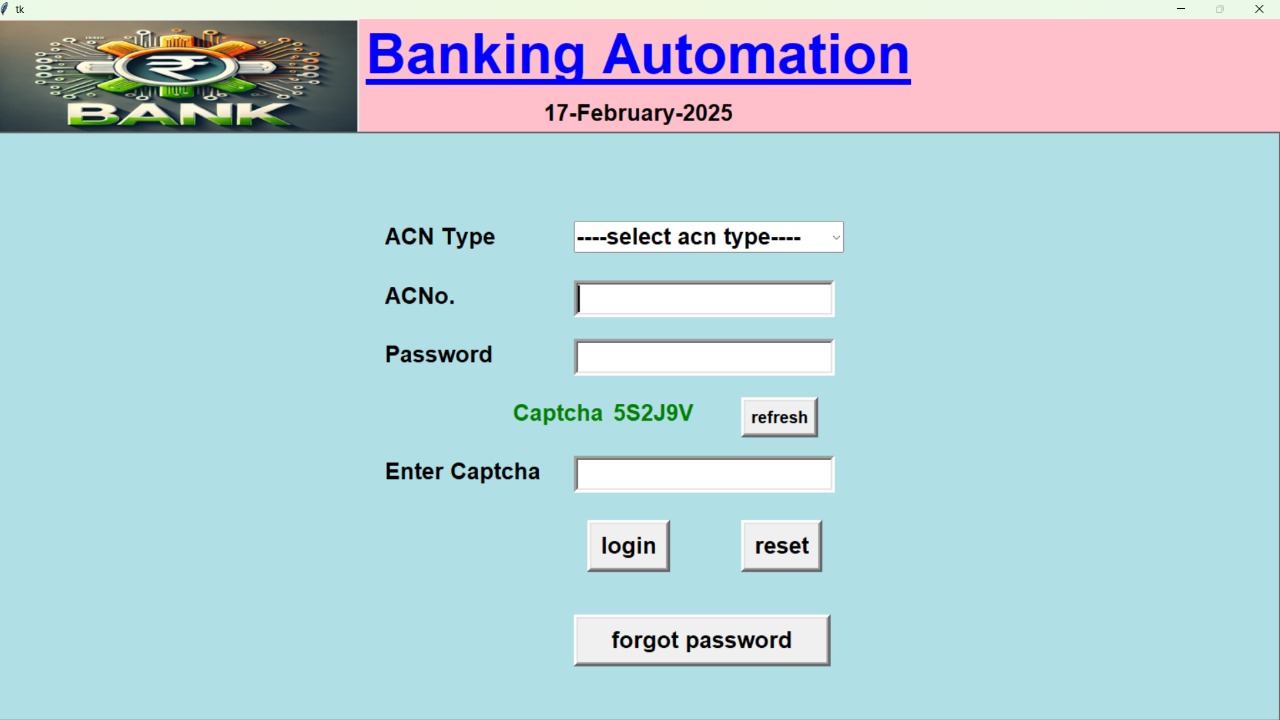 tk
BANK
Banking Automation
17-February-2025
ACN Type ----select acn type----
ACNo.
Password
Captcha 5S2J9V refresh
Enter Captcha
login reset
forgot password